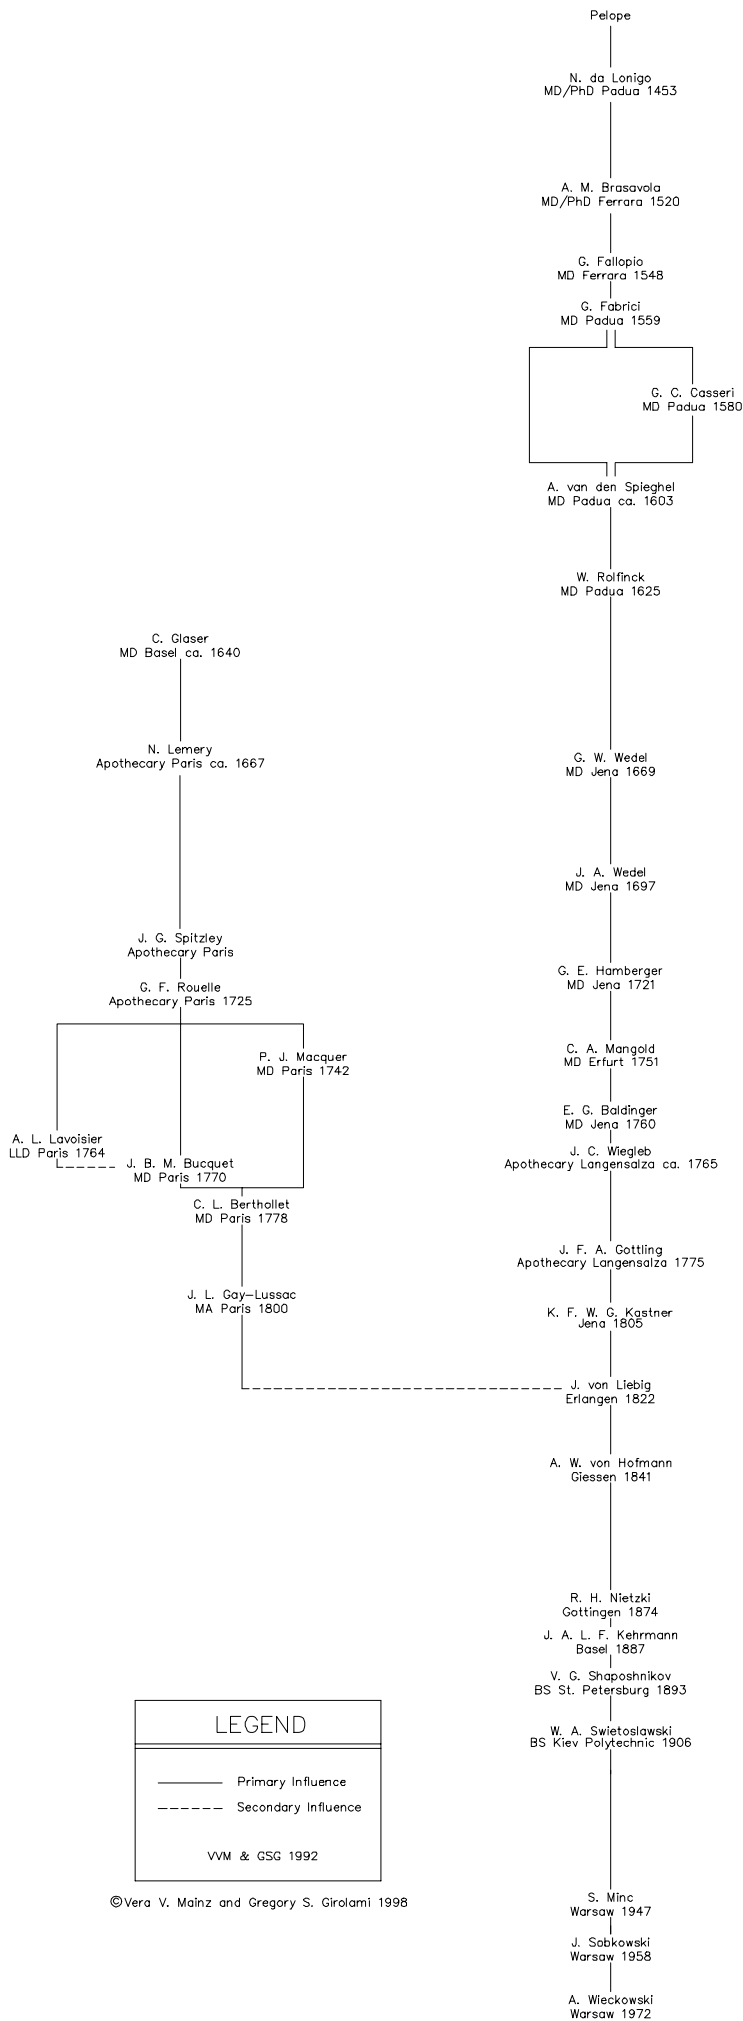 Pelope
N. da Lonigo
MD/PhD Padua 1453
A. M. Brasavola
MD/PhD Ferrara 1520
G. Fallopio
MD Ferrara 1548
G. Fabrici
MD Padua 1559
G. C. Casseri
MD Padua 1580
A. van den Spieghel
MD Padua ca. 1603
W. Rolfinck
MD Padua 1625
C. Glaser
MD Basel ca. 1640
N. Lemery
Apothecary Paris ca. 1667
G. W. Wedel
MD Jena 1669
J. A. Wedel
MD Jena 1697
J. G. Spitzley
Apothecary Paris
G. E. Hamberger
MD Jena 1721
G. F. Rouelle
Apothecary Paris 1725
P. J. Macquer
MD Paris 1742
C. A. Mangold
MD Erfurt 1751
E. G. Baldinger
MD Jena 1760
A. L. Lavoisier
LLD Paris 1764
J. B. M. Bucquet
MD Paris 1770
J. C. Wiegleb
Apothecary Langensalza ca. 1765
C. L. Berthollet
MD Paris 1778
J. F. A. Gottling
Apothecary Langensalza 1775
J. L. Gay-Lussac
MA Paris 1800
K. F. W. G. Kastner
Jena 1805
J. von Liebig
Erlangen 1822
A. W. von Hofmann
Giessen 1841
R. H. Nietzki
Gottingen 1874
J. A. L. F. Kehrmann
Basel 1887
V. G. Shaposhnikov
BS St. Petersburg 1893
W. A. Swietoslawski
BS Kiev Polytechnic 1906
LEGEND
Primary Influence
Secondary Influence
VVM & GSG 1992
©Vera V. Mainz and Gregory S. Girolami 1998
S. Minc
Warsaw 1947
J. Sobkowski
Warsaw 1958
A. Wieckowski
Warsaw 1972